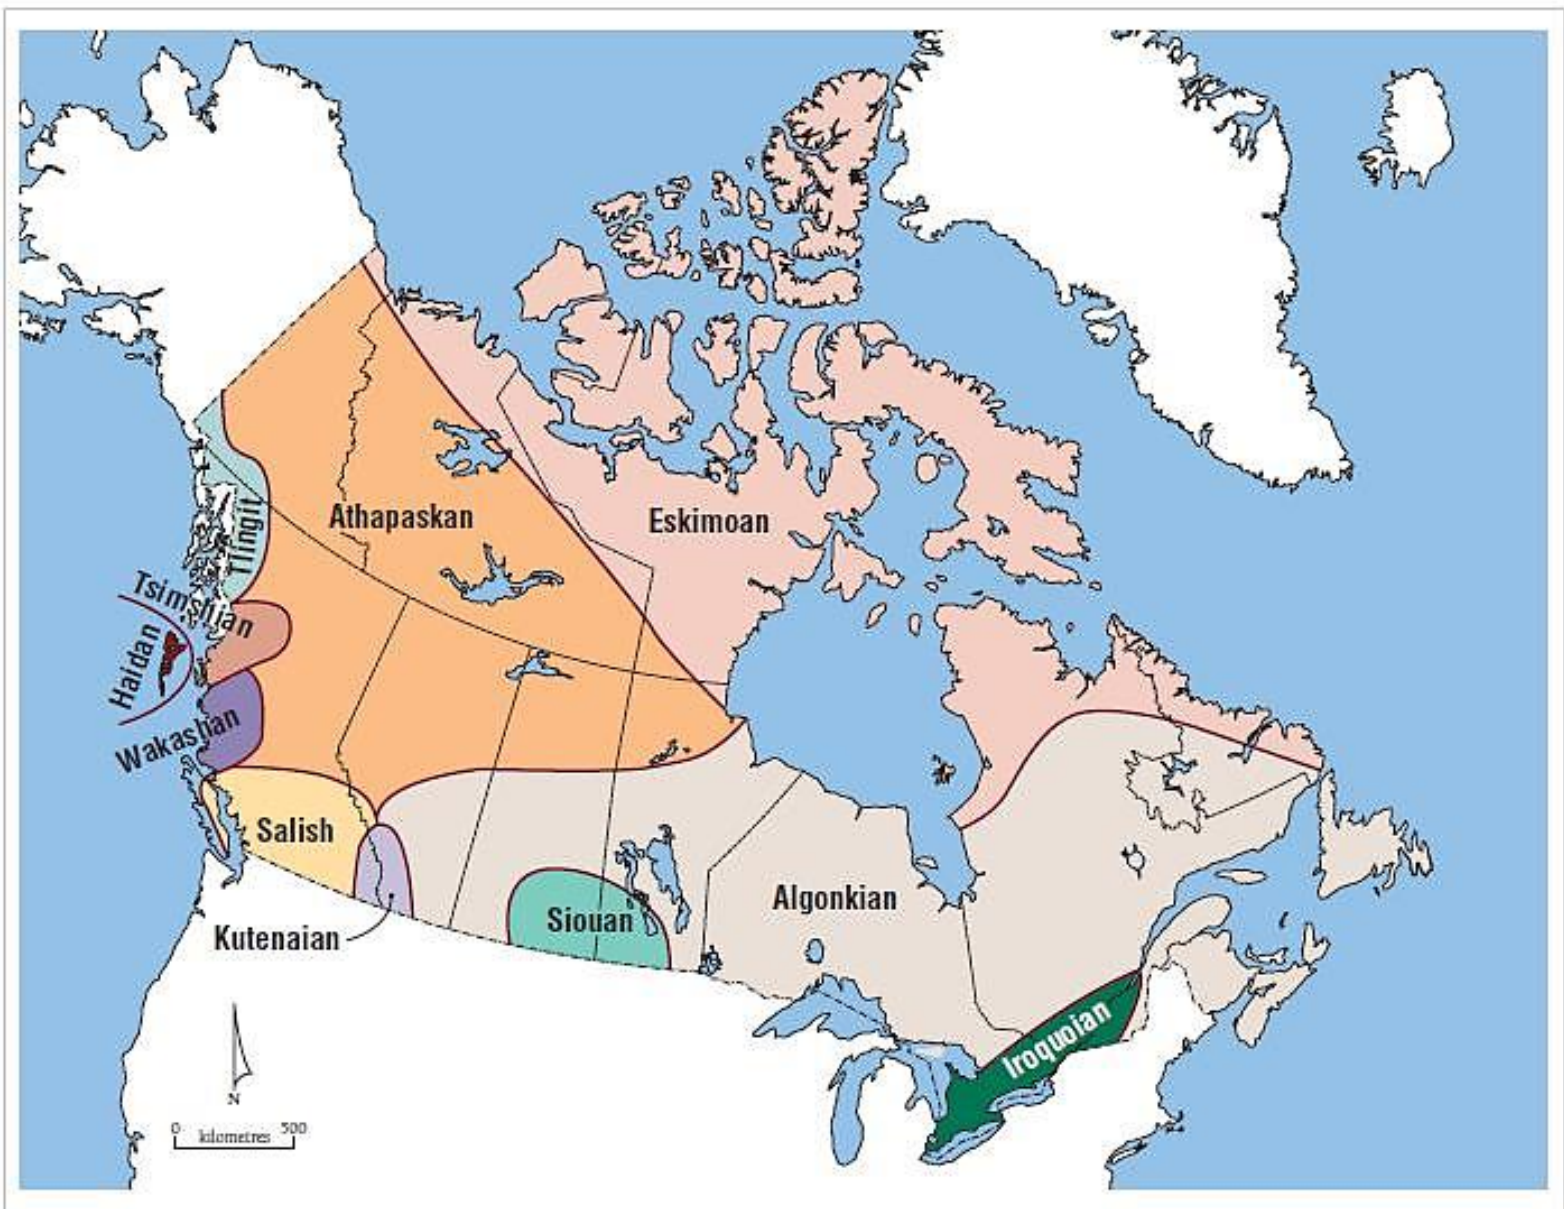 Athapaskan
Eskimoan
Tlingit
Tsimshian
Haidan
Wakashan
Salish
Kutenaian
Siouan
Algonkian
Iroquoian
N
0 kilometres 500